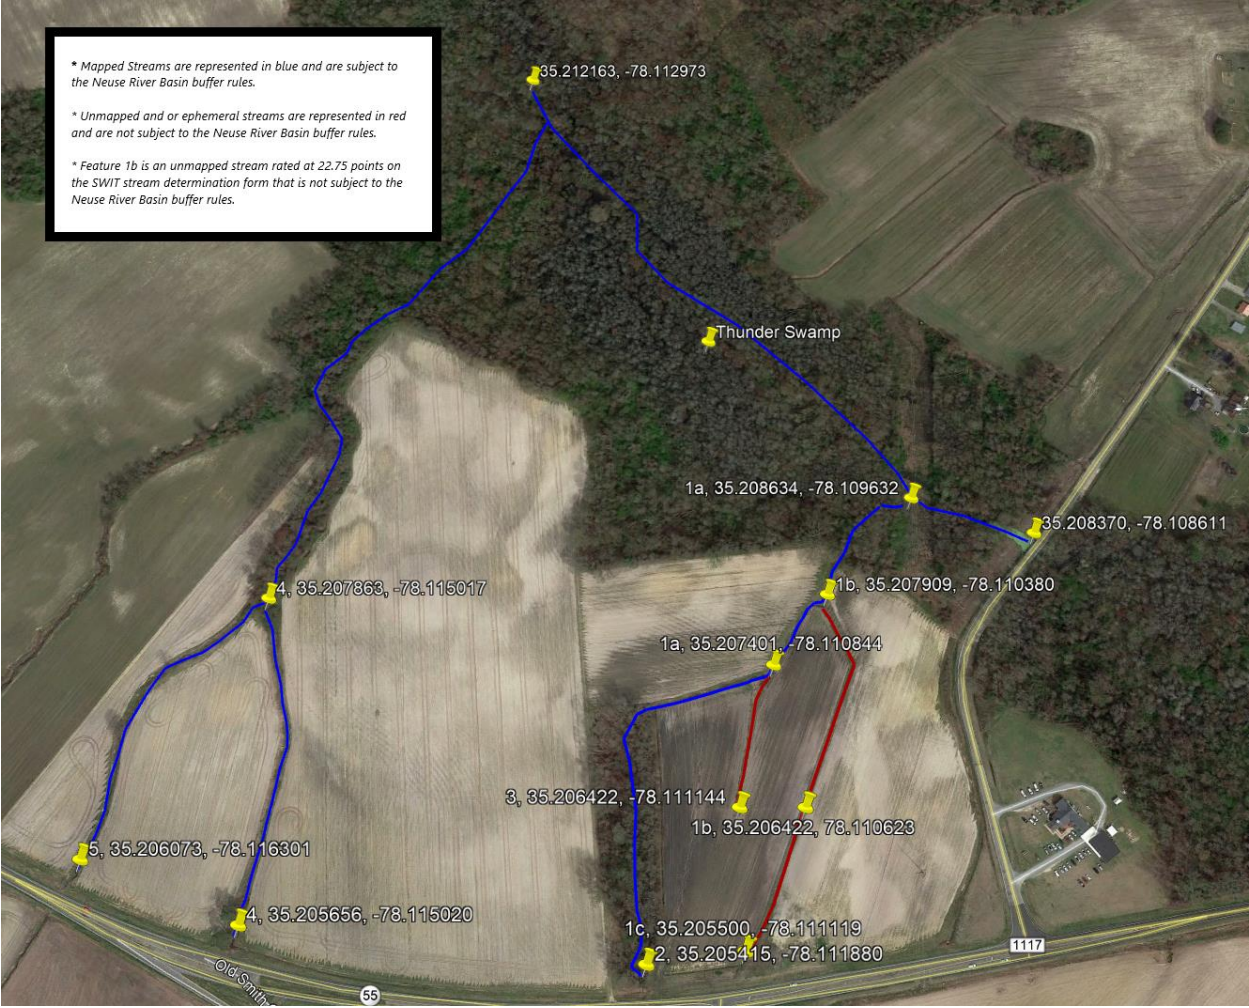 * Mapped Streams are represented in blue and are subject to
the Neuse River Basin buffer rules.
* Unmapped and or ephemeral streams are represented in red
and are not subject to the Neuse River Basin buffer rules.
* Feature 1b is an unmapped stream rated at 22.75 points on
the SWIT stream determination form that is not subject to the
Neuse River Basin buffer rules.
35.212163, -78.112973
Thunder Swamp
1a, 35.208634, -78.109632
35.208370, -78.108611
4, 35.207863, -78.115017
1b, 35.207909, -78.110380
1a, 35.207401, -78.110844
3, 35.206422, -78.111144
1b, 35.206422, 78.110623
5, 35.206073, -78.116301
4, 35.205656, -78.115020
1c, 35.205500, -78.111119
2, 35.205415, -78.111880
1117
Old Smith
55